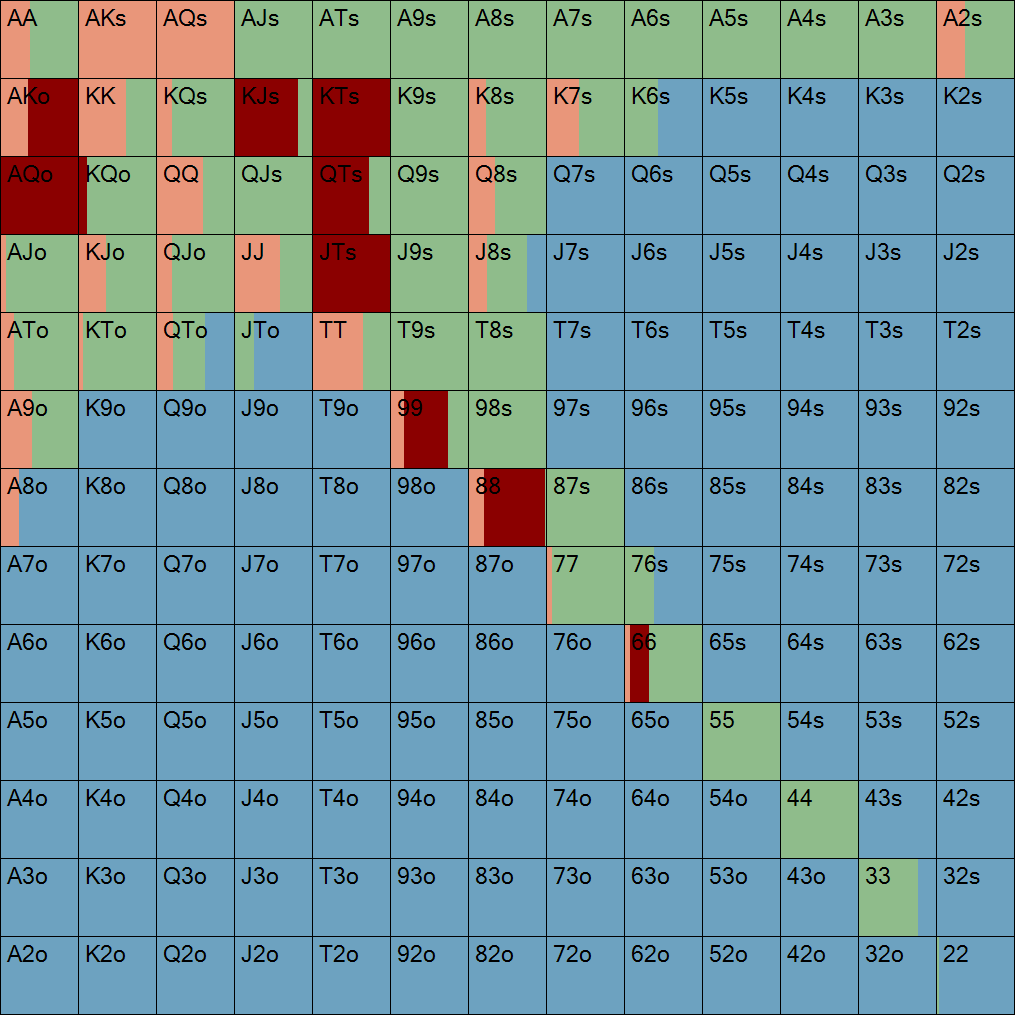 AA AKs AQs AJs ATs A9s A8s A7s A6s A5s A4s A3s A2s
AKo KK KQs KJs KTs K9s K8s K7s K6s K5s K4s K3s K2s
AQo KQo QQ QJs QTs Q9s Q8s Q7s Q6s Q5s Q4s Q3s Q2s
AJo KJo QJo JJ JTs J9s J8s J7s J6s J5s J4s J3s J2s
ATo KTo QTo JTo TT T9s T8s T7s T6s T5s T4s T3s T2s
A9o K9o Q9o J9o T9o 99 98s 97s 96s 95s 94s 93s 92s
A8o K8o Q8o J8o T8o 98o 88 87s 86s 85s 84s 83s 82s
A7o K7o Q7o J7o T7o 97o 87o 77 76s 75s 74s 73s 72s
A6o K6o Q6o J6o T6o 96o 86o 76o 66 65s 64s 63s 62s
A5o K5o Q5o J5o T5o 95o 85o 75o 65o 55 54s 53s 52s
A4o K4o Q4o J4o T4o 94o 84o 74o 64o 54o 44 43s 42s
A3o K3o Q3o J3o T3o 93o 83o 73o 63o 53o 43o 33 32s
A2o K2o Q2o J2o T2o 92o 82o 72o 62o 52o 42o 32o 22